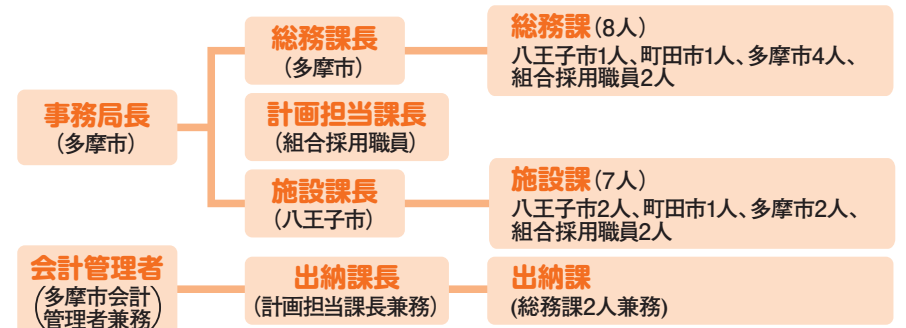 総務課長
(多摩市)
総務課(8人)
八王子市1人、町田市1人、多摩市4人、
組合採用職員2人
事務局長
(多摩市)
計画担当課長
(組合採用職員)
施設課長
(八王子市)
施設課(7人)
八王子市2人、町田市1人、多摩市2人、
組合採用職員2人
会計管理者
(多摩市会計
管理者兼務)
出納課長
(計画担当課長兼務)
出納課
(総務課2人兼務)